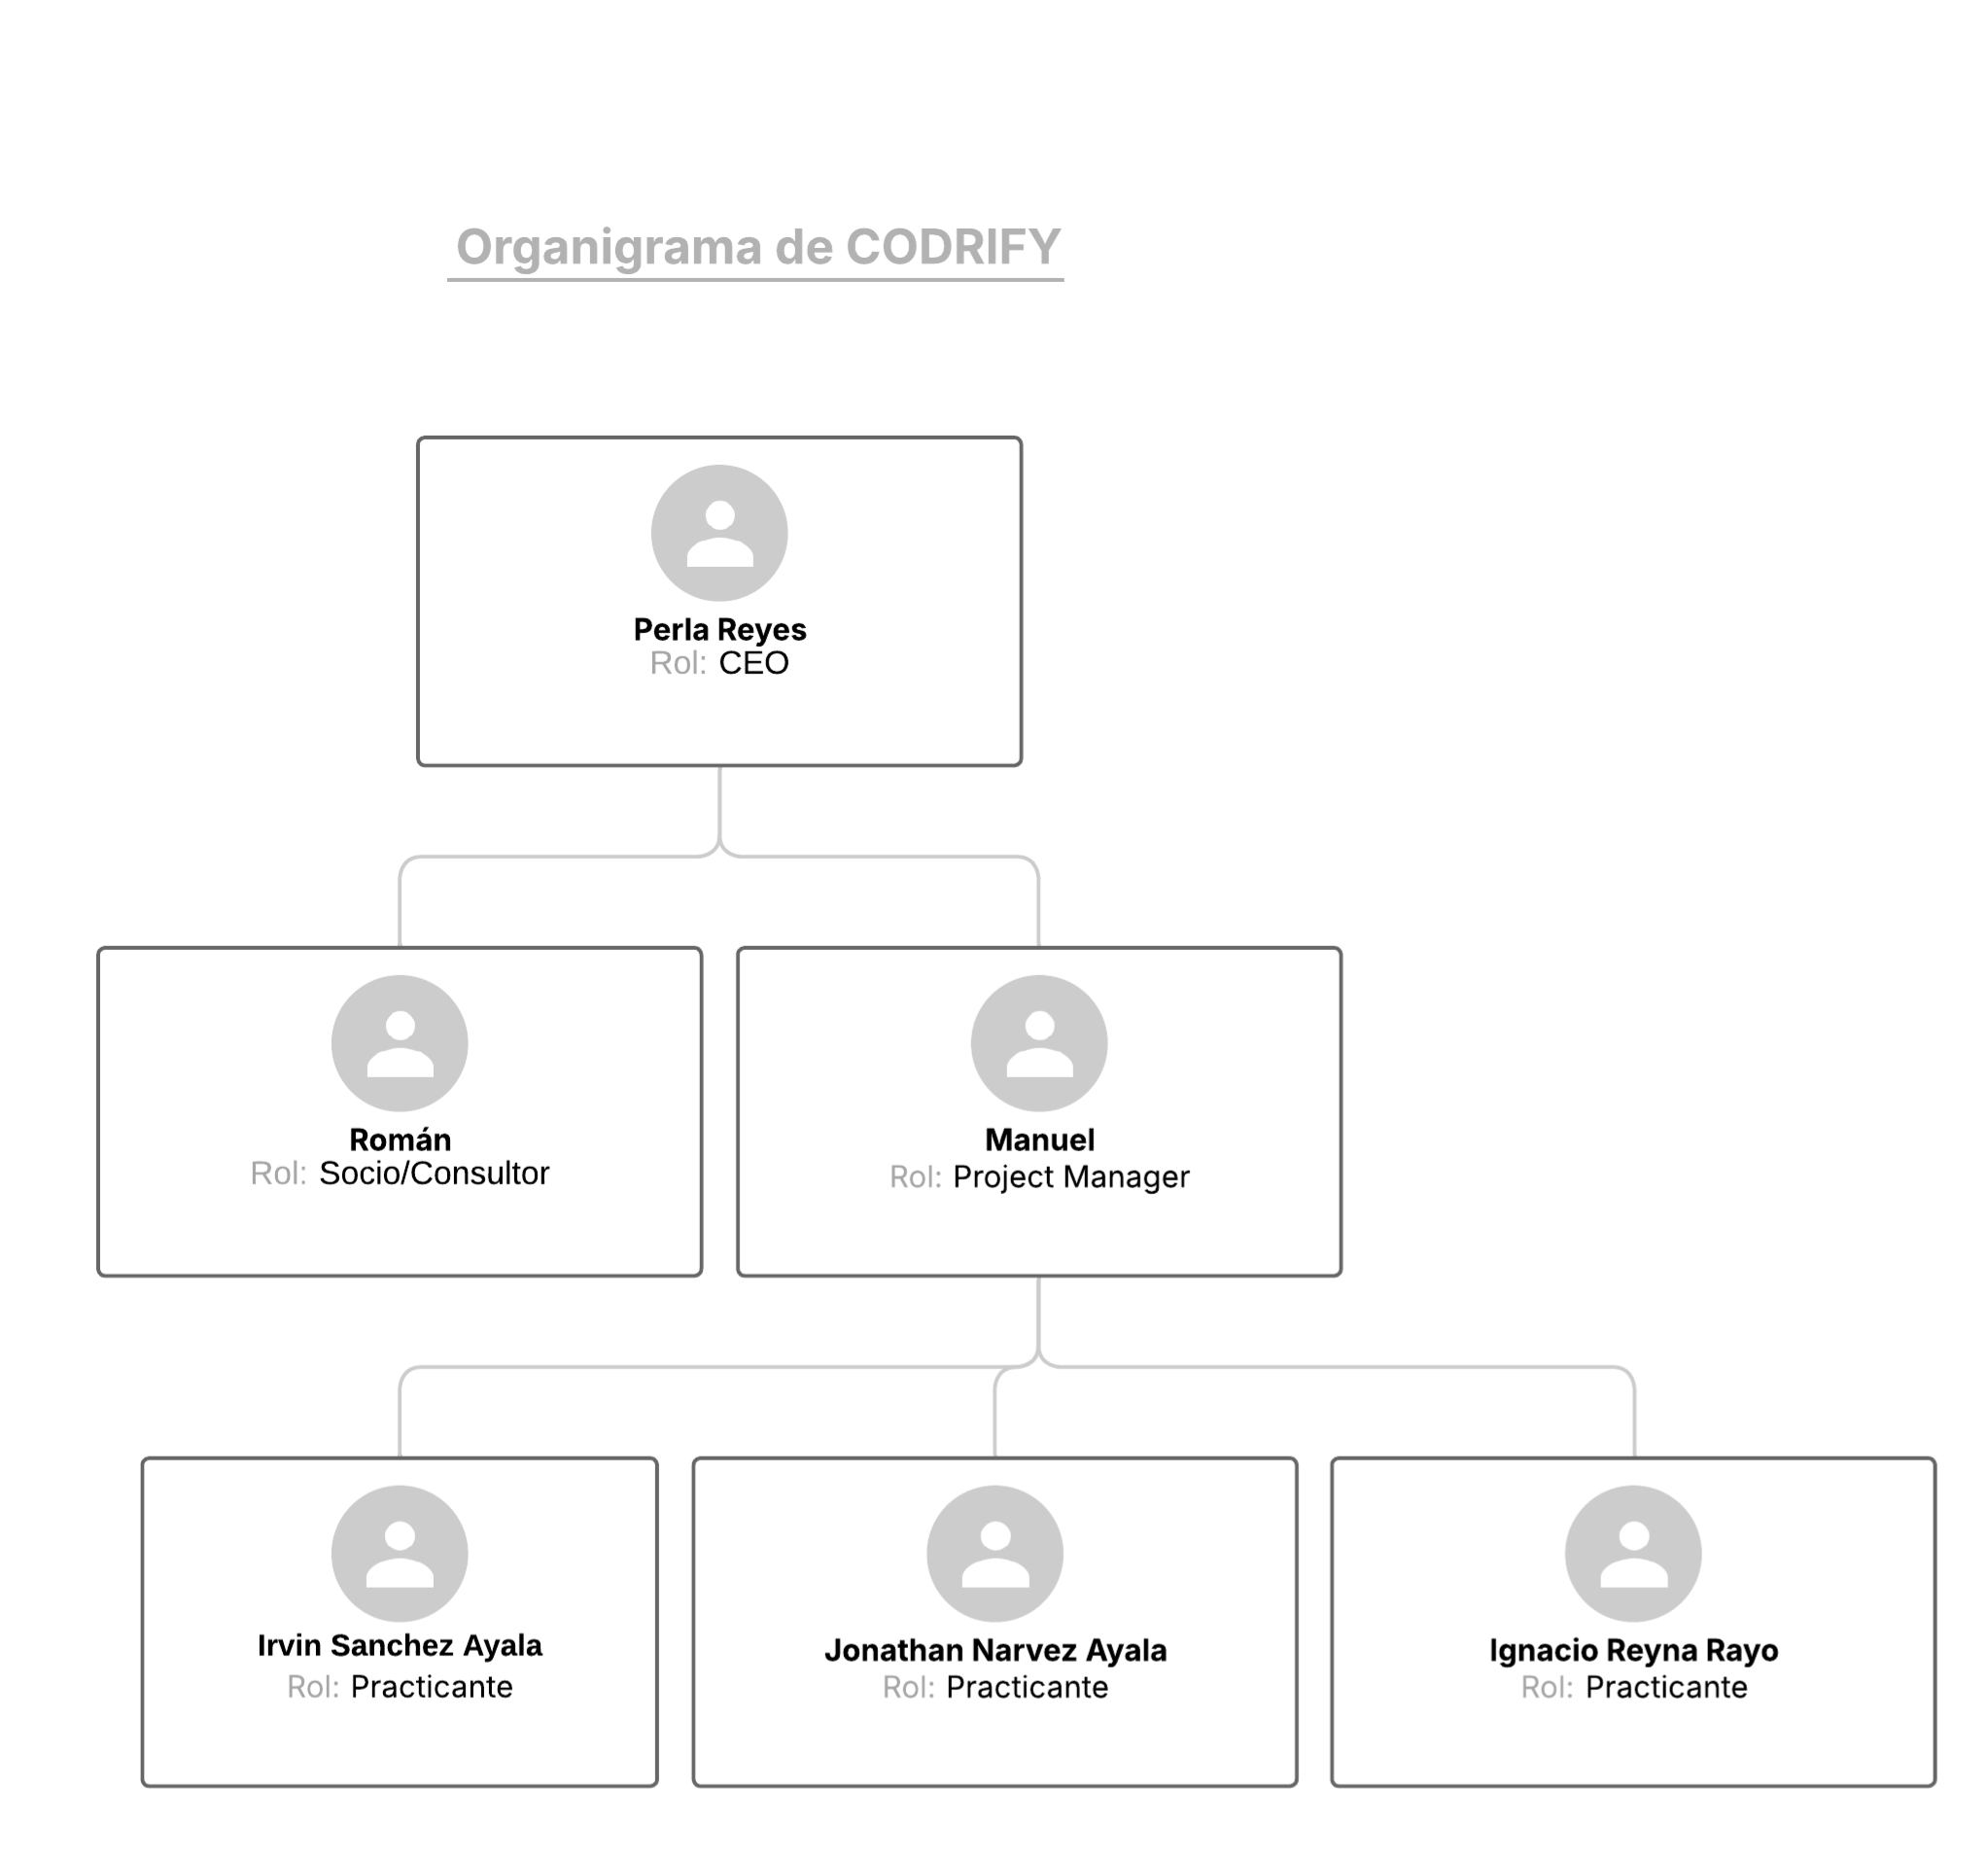 Organigrama de CODRIFY
Perla Reyes
Rol: CEO
Román
Rol: Socio/Consultor
Manuel
Rol: Project Manager
Irvin Sanchez Ayala
Rol: Practicante
Jonathan Narvez Ayala
Rol: Practicante
Ignacio Reyna Rayo
Rol: Practicante